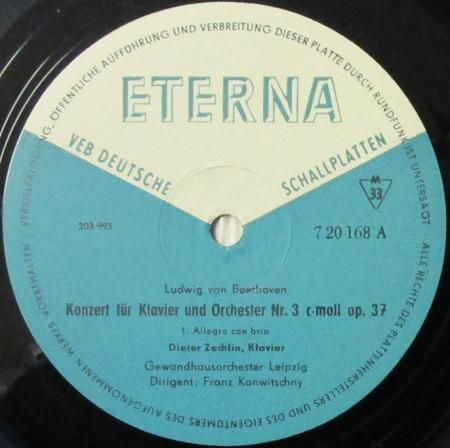 VERVIELFÄLTIGUNG, ÖFFENTLICHE AUFFÜHRUNG UND VERBREITUNG DIESER PLATTE DURCH RUNDFUNK IST UNTERSAGT
ETERNA
VEB DEUTSCHE SCHALLPLATTEN
M
33
203 993
7 20 168 A
Ludwig van Beethoven
Konzert für Klavier und Orchester Nr. 3 c-moll op. 37
1. Allegro con brio
Dieter Zechlin, Klavier
Gewandhausorchester Leipzig
Dirigent: Franz Konwitschny
ALLE RECHTE DES PLATTENHERSTELLERS UND DES EIGENTÜMERS DES AUFGENOMMENEN WERKES VORBEHALTEN